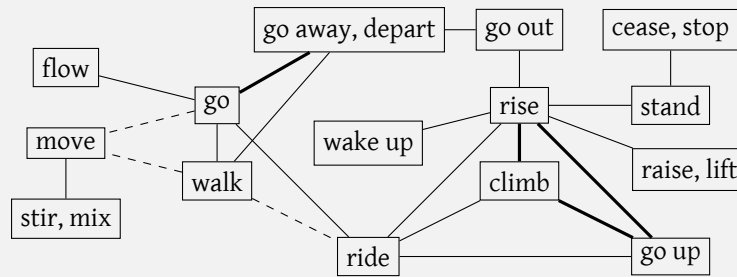 go away, depart
go out
cease, stop
flow
go
rise
stand
move
wake up
walk
climb
raise, lift
stir, mix
ride
go up